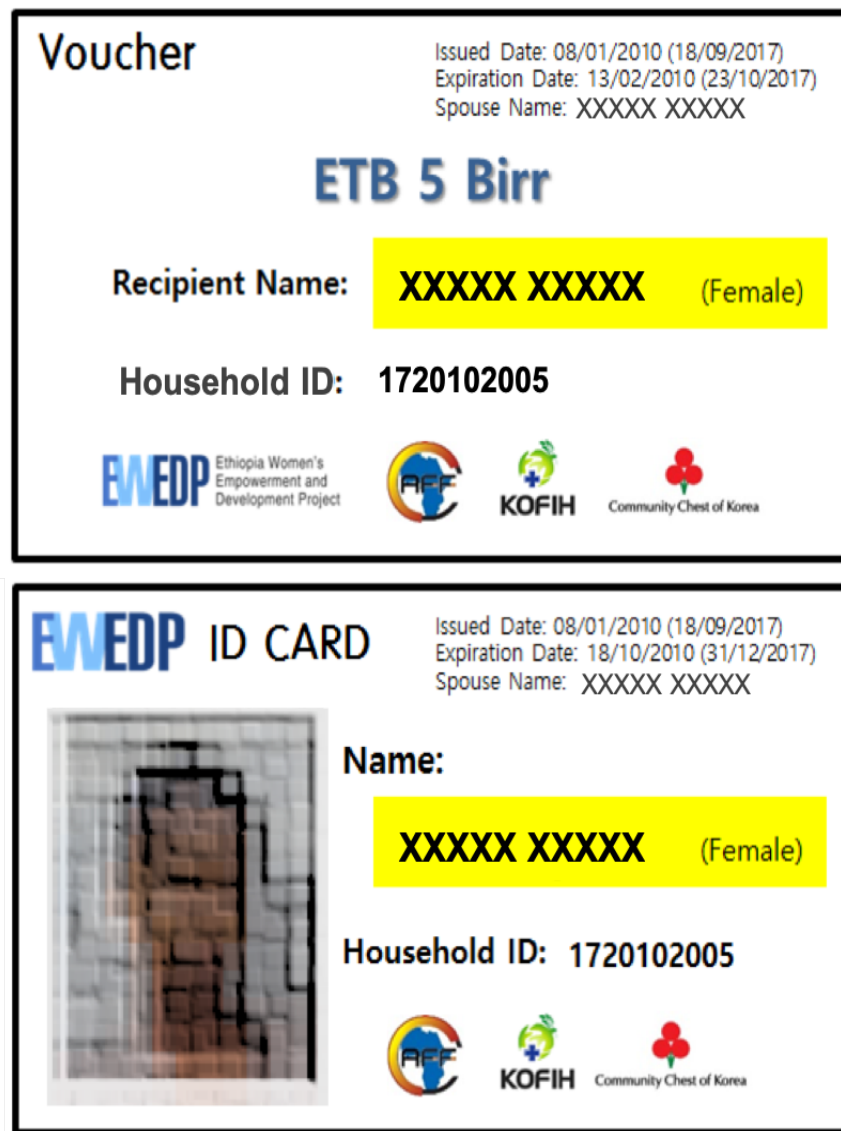 Voucher
Issued Date: 08/01/2010 (18/09/2017)
Expiration Date: 13/02/2010 (23/10/2017)
Spouse Name: XXXXX XXXXX
ETB 5 Birr
Recipient Name: XXXXX XXXXX (Female)
Household ID: 1720102005
EWEDP Ethiopia Women's
Empowerment and
Development Project
AFF
KOFIH
Community Chest of Korea
EWEDP ID CARD
Issued Date: 08/01/2010 (18/09/2017)
Expiration Date: 18/10/2010 (31/12/2017)
Spouse Name: XXXXX XXXXX
Name:
XXXXX XXXXX (Female)
Household ID: 1720102005
AFF
KOFIH
Community Chest of Korea